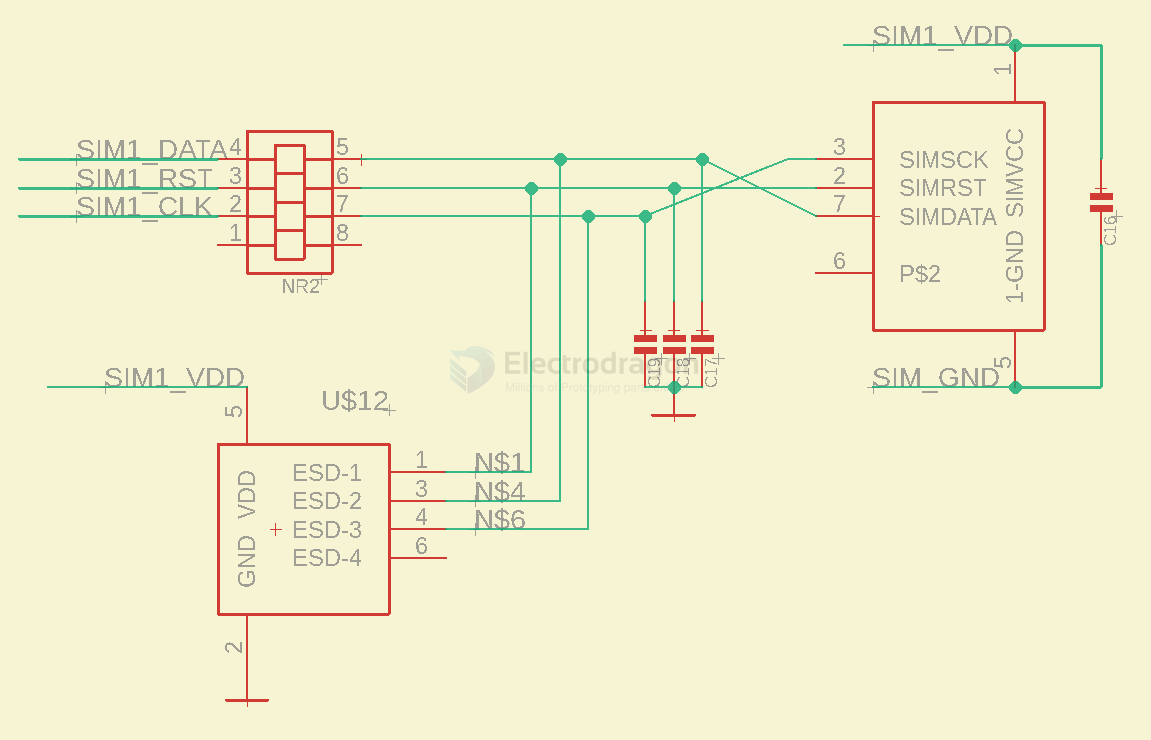 SIM1_VDD
1
SIM1_DATA 4 5
SIM1_RST 3 6
SIM1_CLK 2 7
1 8
NR2
3 SIMSCK
2 SIMRST
7 SIMDATA
6 P$2
SIMVCC
1-GND
C16
5
SIM_GND
C19
C18
C17
Electrodragon
Millions of Prototyping parts
SIM1_VDD
5
U$12
VDD
GND
ESD-1 1 N$1
ESD-2 3 N$4
ESD-3 4 N$6
ESD-4 6
2